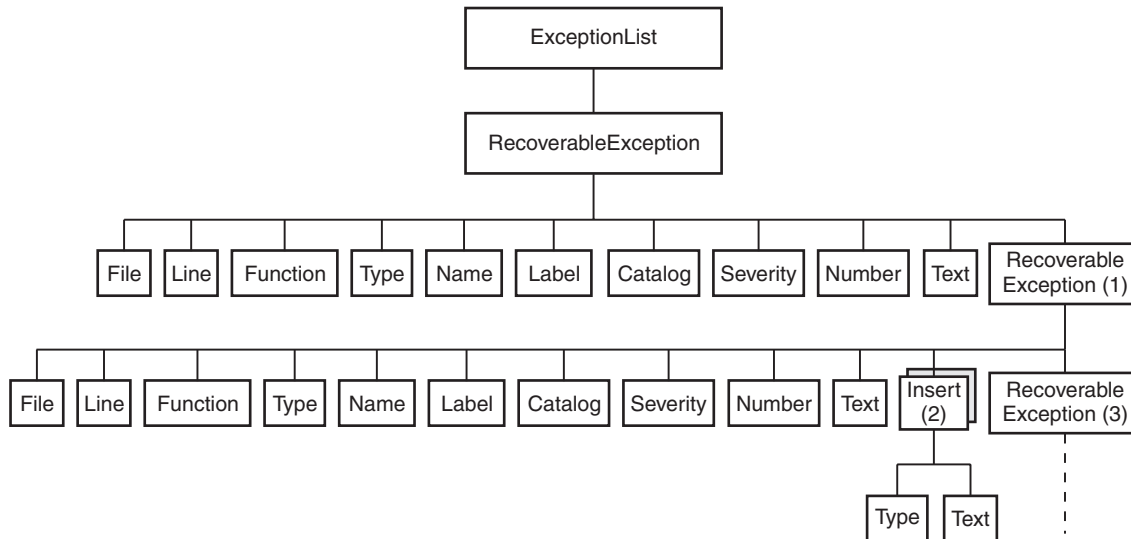 ExceptionList
RecoverableException
File Line Function Type Name Label Catalog Severity Number Text Recoverable
Exception (1)
File Line Function Type Name Label Catalog Severity Number Text Insert
(2) Recoverable
Exception (3)
Type Text